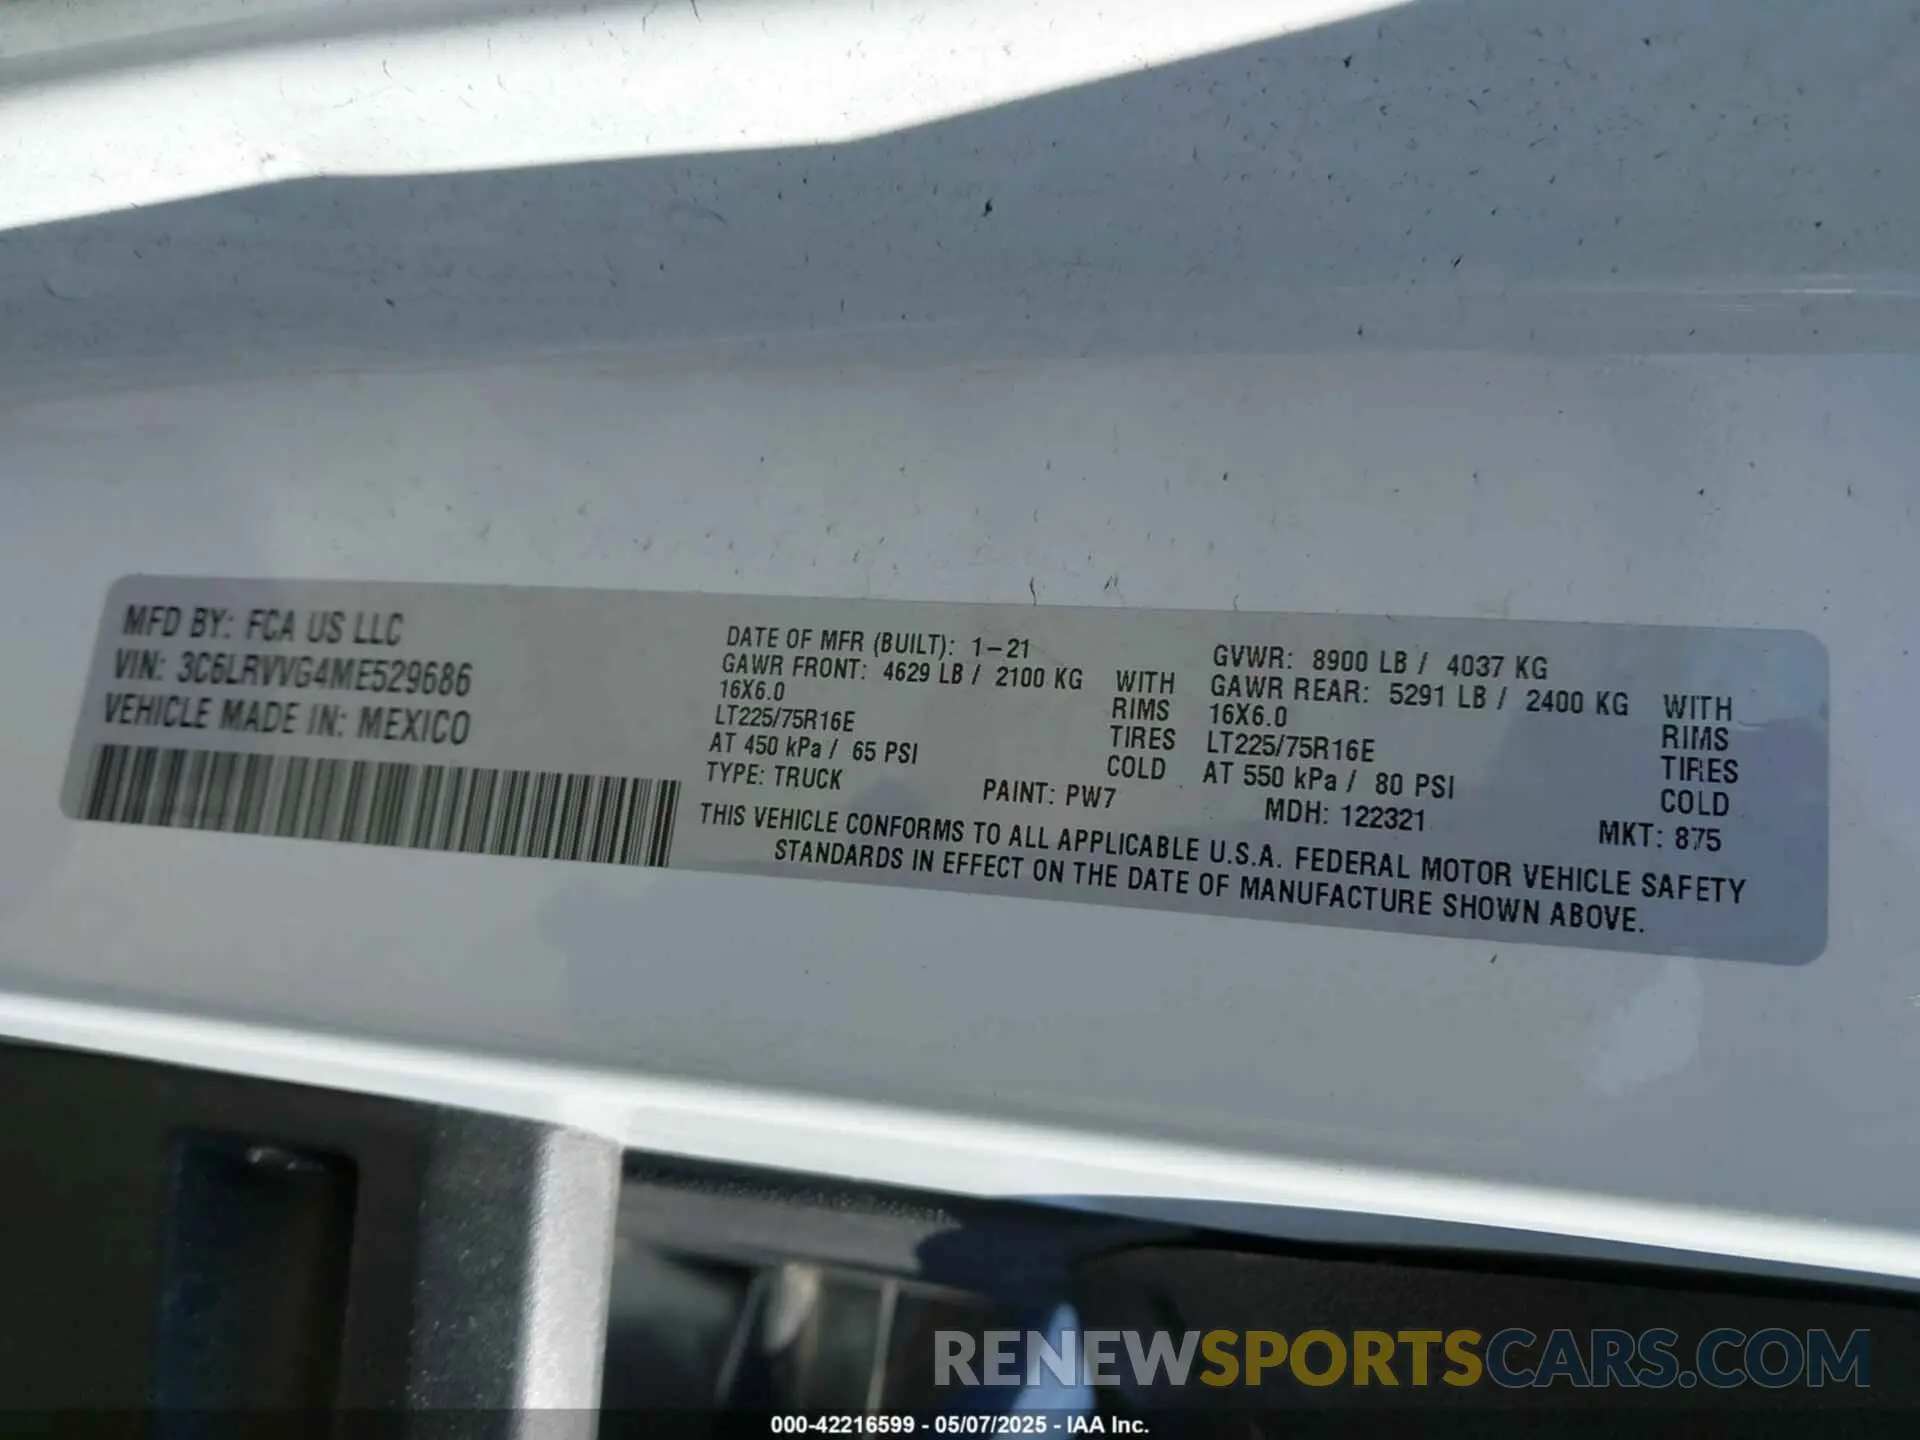 MFD BY: FCA US LLC
VIN: 3C6LRVVG4ME529686
VEHICLE MADE IN: MEXICO
DATE OF MFR (BUILT): 1-21
GAWR FRONT: 4629 LB / 2100 KG WITH
16X6.0 RIMS
LT225/75R16E TIRES
AT 450 kPa / 65 PSI COLD
TYPE: TRUCK
GVWR: 8900 LB / 4037 KG
GAWR REAR: 5291 LB / 2400 KG WITH
16X6.0 RIMS
LT225/75R16E TIRES
AT 550 kPa / 80 PSI COLD
PAINT: PW7 MDH: 122321 MKT: 875
THIS VEHICLE CONFORMS TO ALL APPLICABLE U.S.A. FEDERAL MOTOR VEHICLE SAFETY
STANDARDS IN EFFECT ON THE DATE OF MANUFACTURE SHOWN ABOVE.
RENEWSPORTSCARS.COM
000-42216599 - 05/07/2025 - IAA Inc.